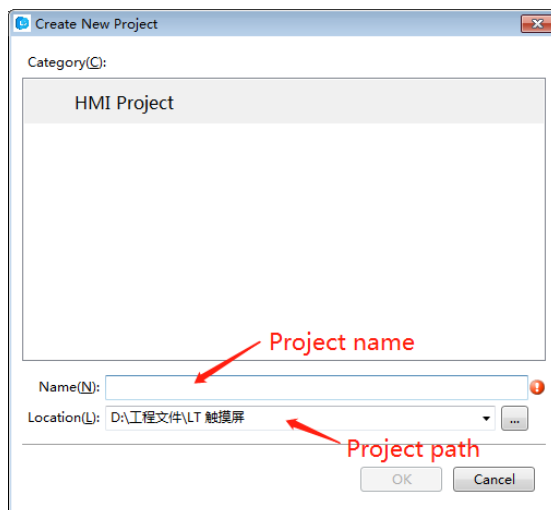 Create New Project
Category(C):
HMI Project
Project name
Name(N):
Location(L): D:\工程文件\LT 触摸屏 ...
Project path
OK Cancel